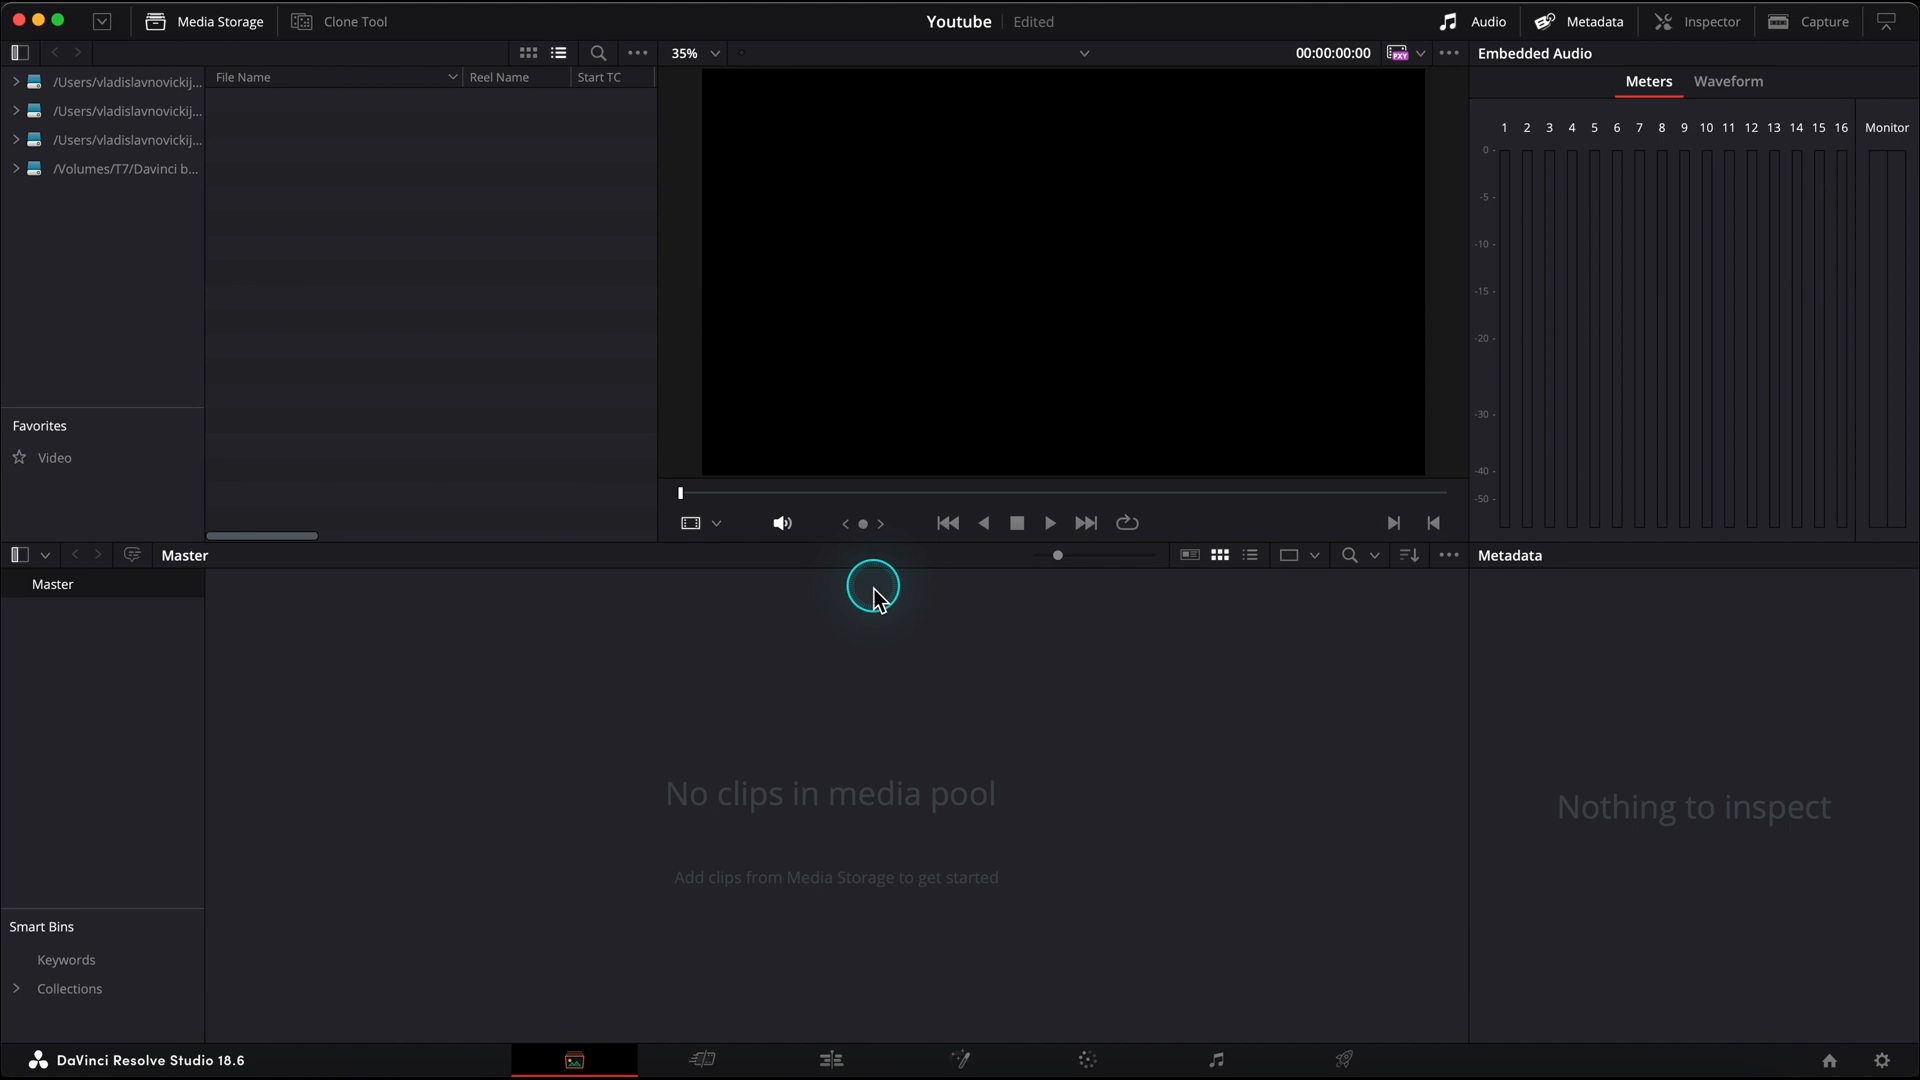 Media Storage
Clone Tool
Youtube
Edited
Audio
Metadata
Inspector
Capture
35%
00:00:00:00
PXY
Embedded Audio
File Name
Reel Name
Start TC
/Users/vladislavnovickij...
/Users/vladislavnovickij...
/Users/vladislavnovickij...
/Volumes/T7/Davinci b...
Meters
Waveform
1 2 3 4 5 6 7 8 9 10 11 12 13 14 15 16 Monitor
0 -
-5 -
-10 -
-15 -
-20 -
-30 -
-40 -
-50 -
Favorites
Video
Master
Metadata
Master
No clips in media pool
Add clips from Media Storage to get started
Nothing to inspect
Smart Bins
Keywords
Collections
DaVinci Resolve Studio 18.6